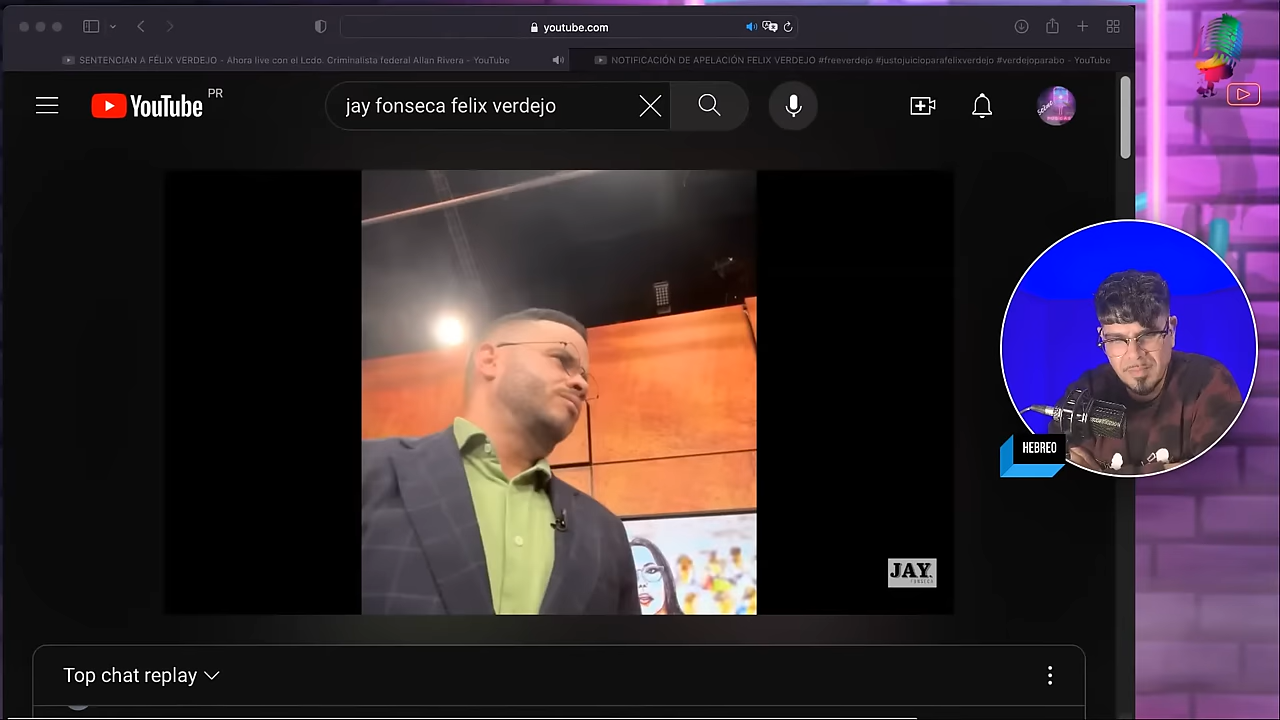 youtube.com
SENTENCIAN A FÉLIX VERDEJO - Ahora live con el Lcdo. Criminalista federal Allan Rivera - YouTube
NOTIFICACIÓN DE APELACIÓN FELIX VERDEJO #freeverdejo #justojuicioparafelixverdejo #verdejoparabo - YouTube
YouTube PR
jay fonseca felix verdejo
HEBREO
JAY
FONSECA
Top chat replay